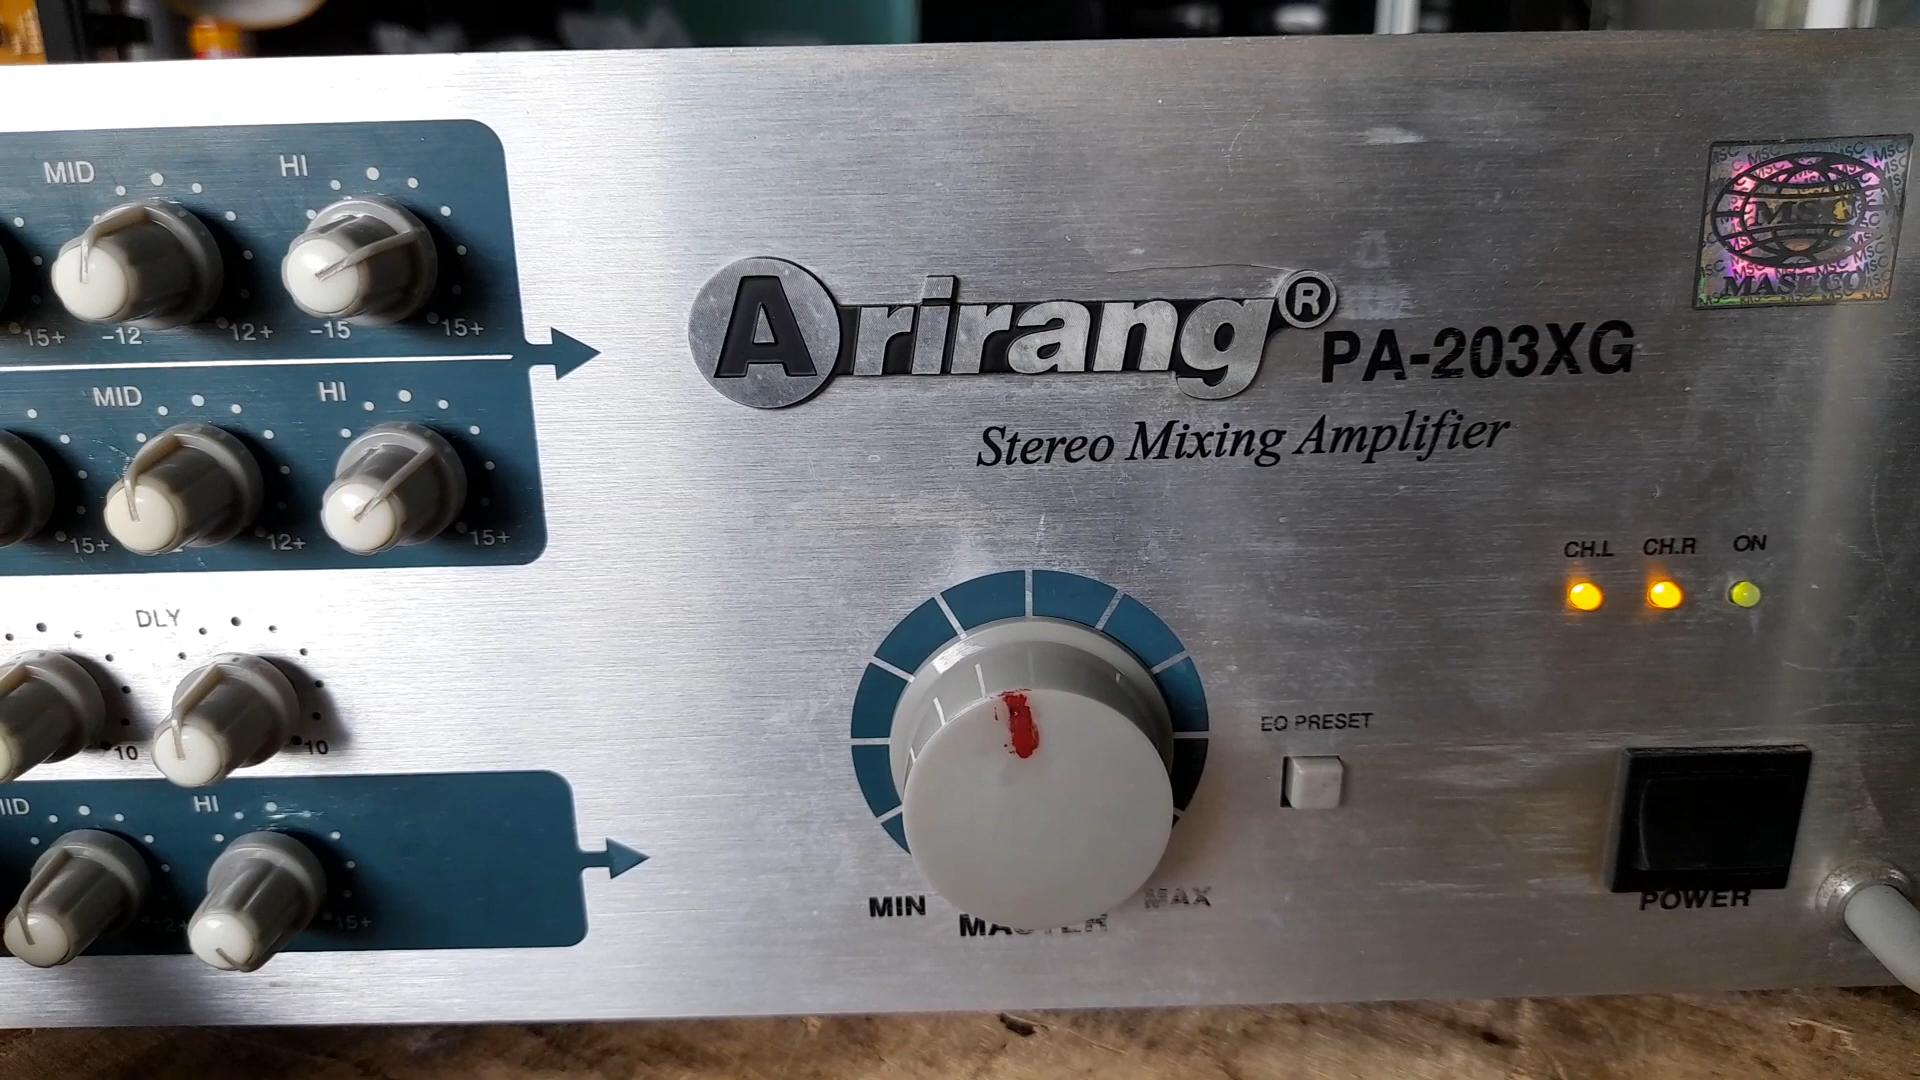 MID HI
15+ -12 12+ -15 15+
MID HI
15+ 12+ 15+
DLY
10 10
HI
15+
Arirang® PA-203XG
Stereo Mixing Amplifier
MSC
MASECO
CH.L CH.R ON
EQ PRESET
MIN MASTER MAX
POWER